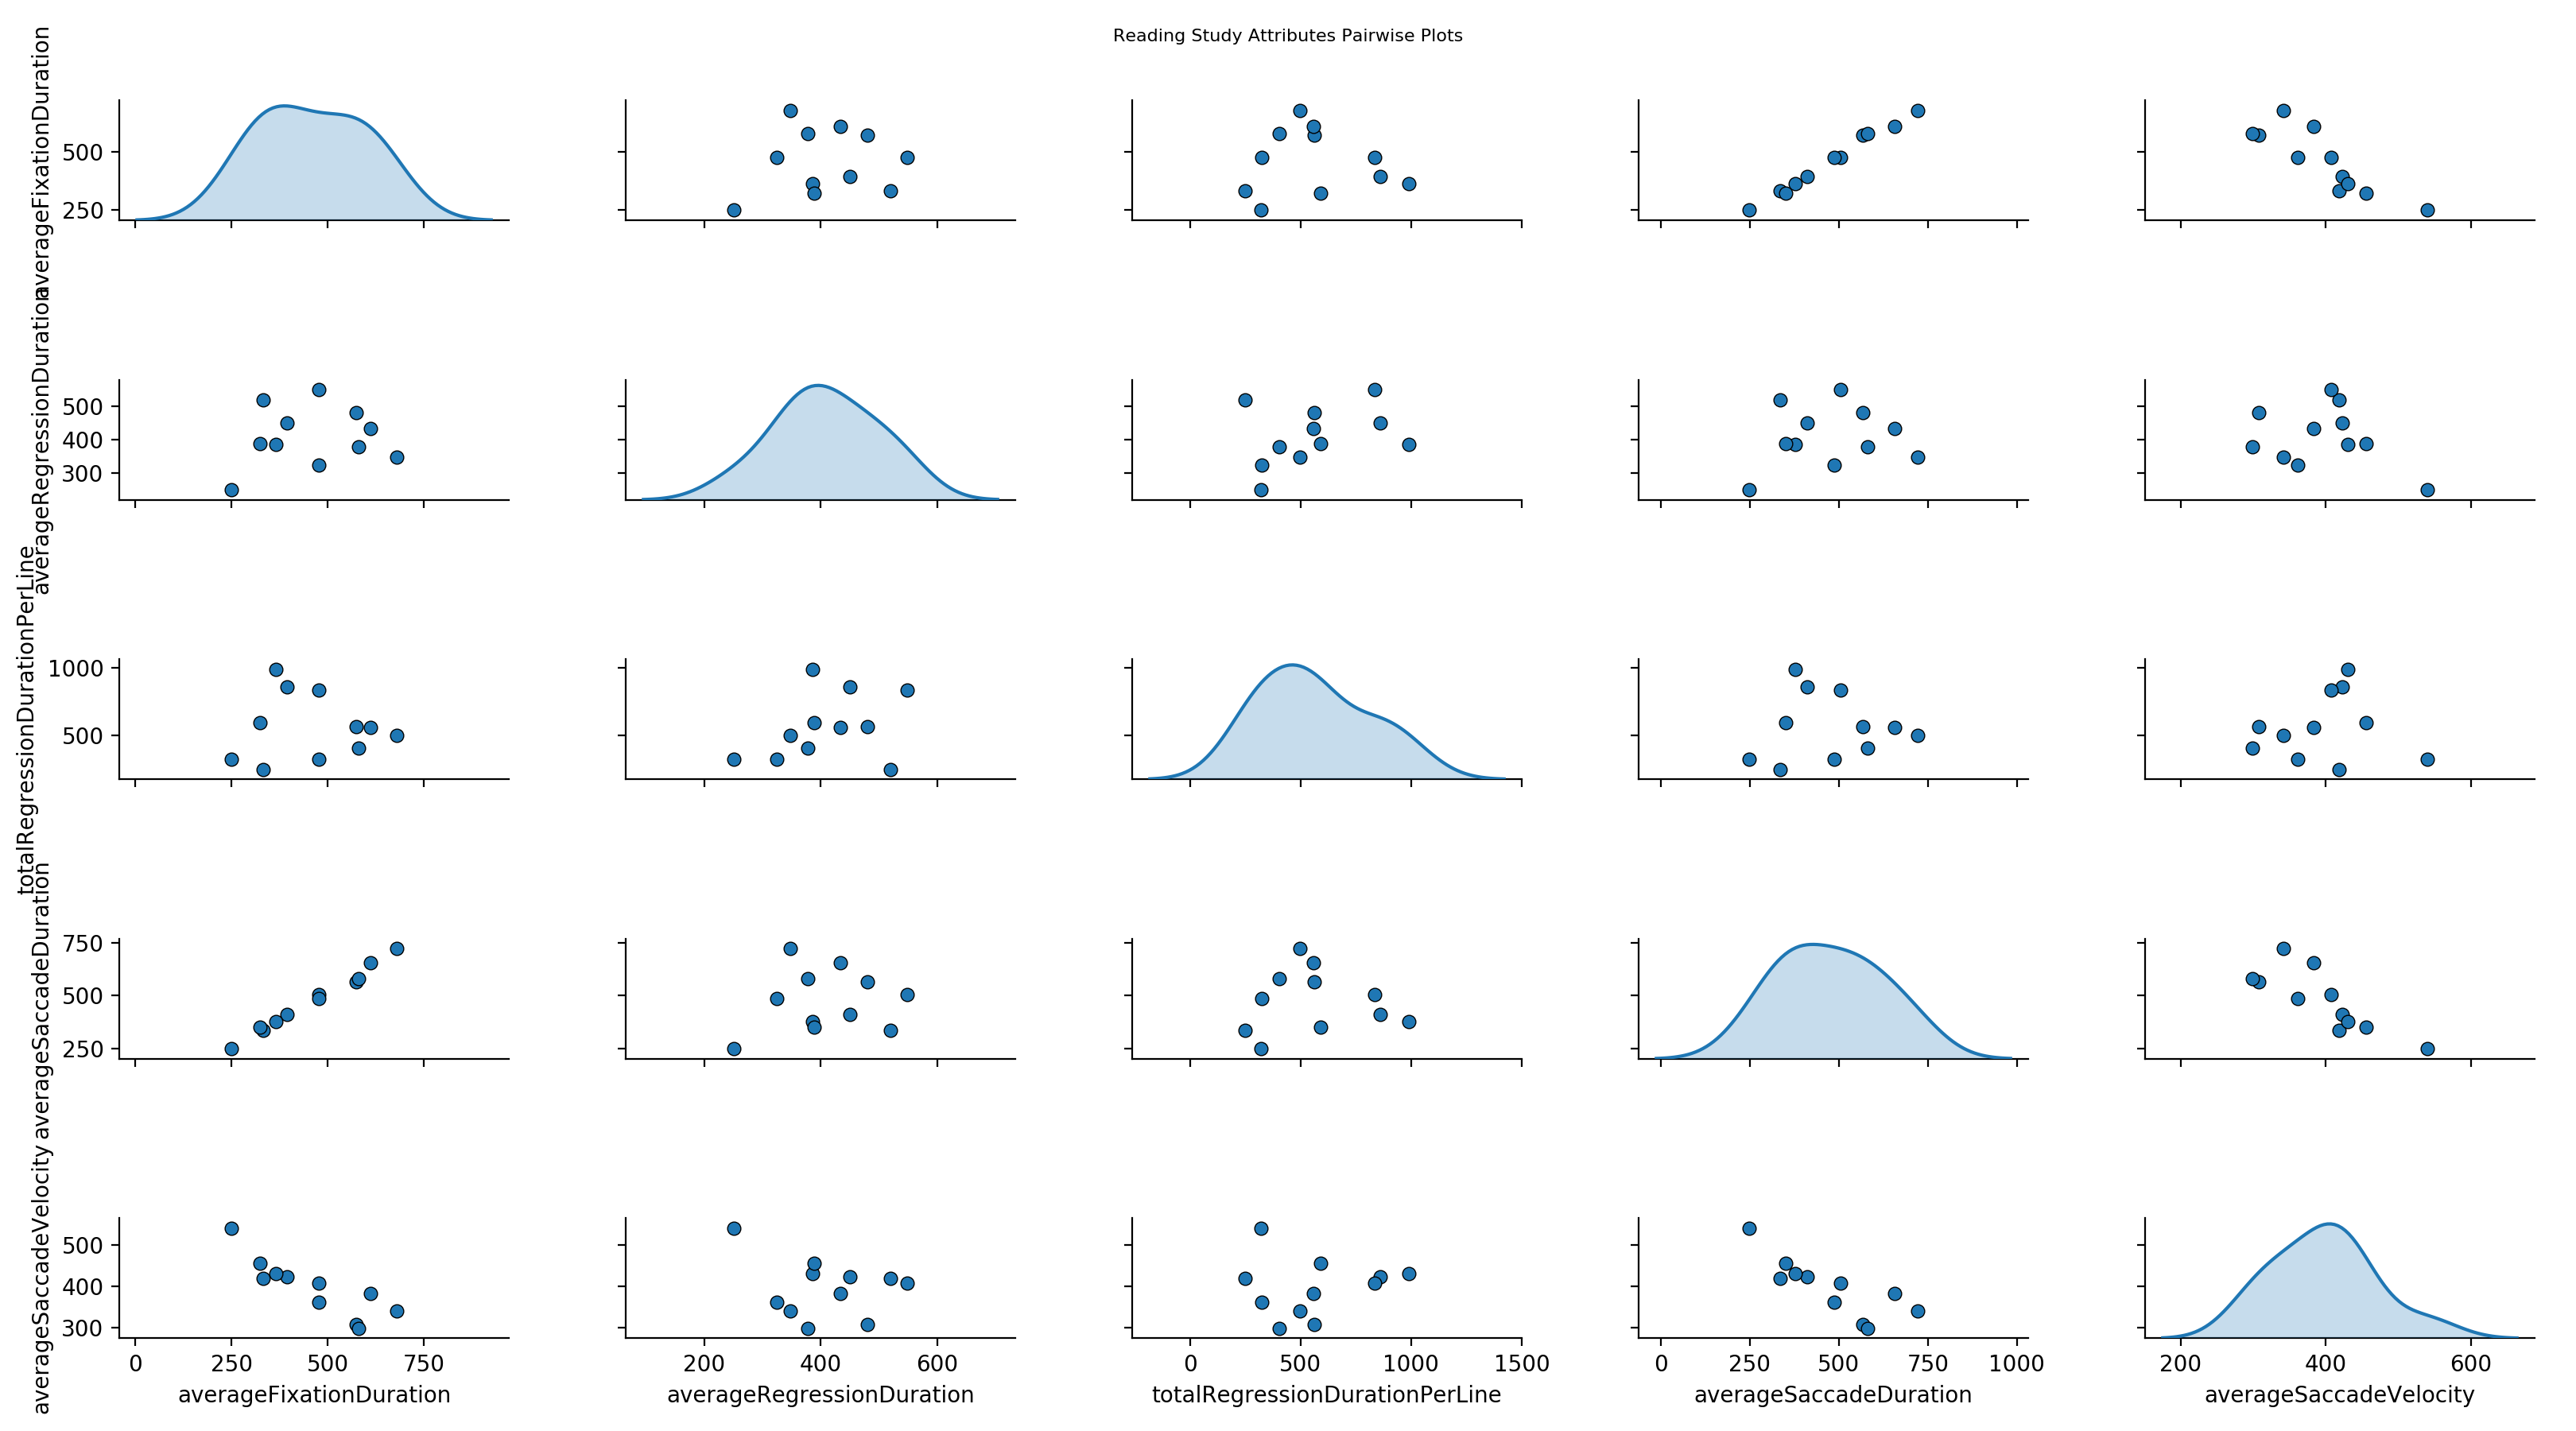 Reading Study Attributes Pairwise Plots
averageFixationDuration
500
250
averageRegressionDuration
500
400
300
totalRegressionDurationPerLine
1000
500
averageSaccadeDuration
750
500
250
averageSaccadeVelocity
500
400
300
0 250 500 750
200 400 600
0 500 1000 1500
0 250 500 750 1000
200 400 600
averageFixationDuration
averageRegressionDuration
totalRegressionDurationPerLine
averageSaccadeDuration
averageSaccadeVelocity